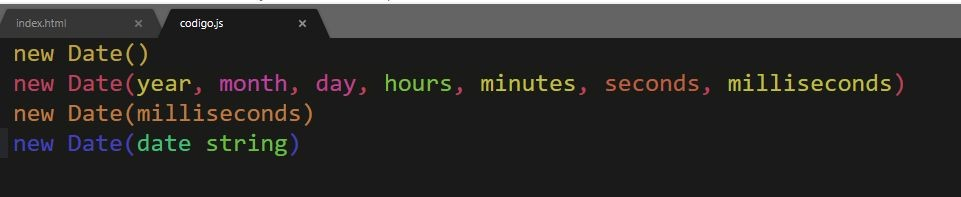 index.html × codigo.js ×
new Date()
new Date(year, month, day, hours, minutes, seconds, milliseconds)
new Date(milliseconds)
new Date(date string)